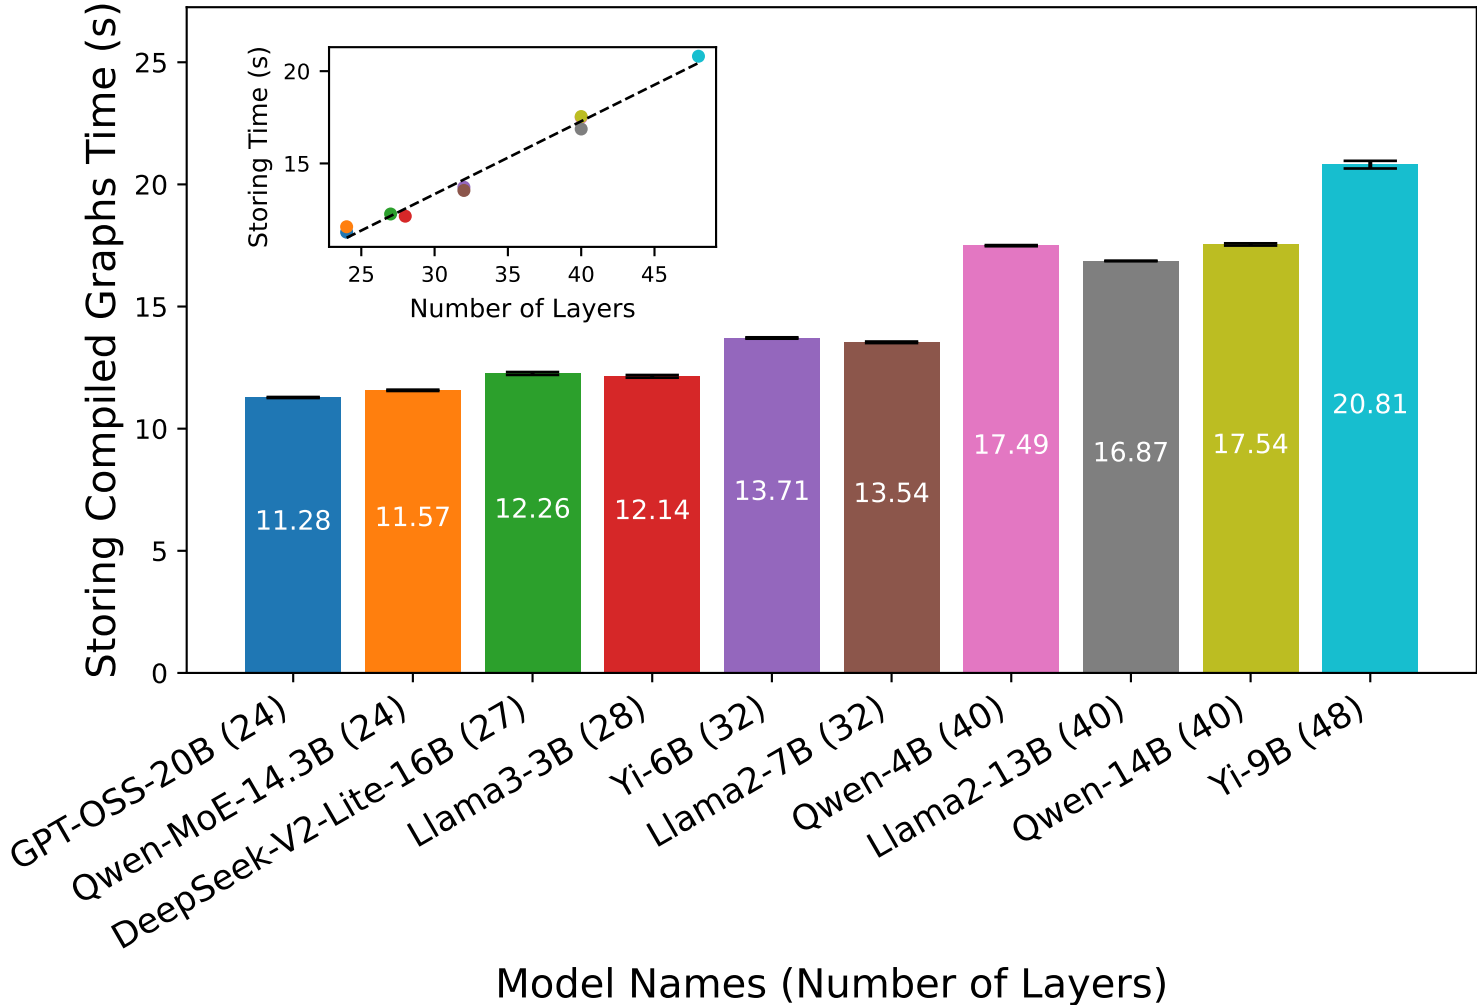 Storing Compiled Graphs Time (s)
25
20
15
10
5
0
Storing Time (s)
20
15
25
30
35
40
45
Number of Layers
11.28
11.57
12.26
12.14
13.71
13.54
17.49
16.87
17.54
20.81
GPT-OSS-20B (24)
Qwen-MoE-14.3B (24)
DeepSeek-V2-Lite-16B (27)
Llama3-3B (28)
Yi-6B (32)
Llama2-7B (32)
Qwen-4B (40)
Llama2-13B (40)
Qwen-14B (40)
Yi-9B (48)
Model Names (Number of Layers)